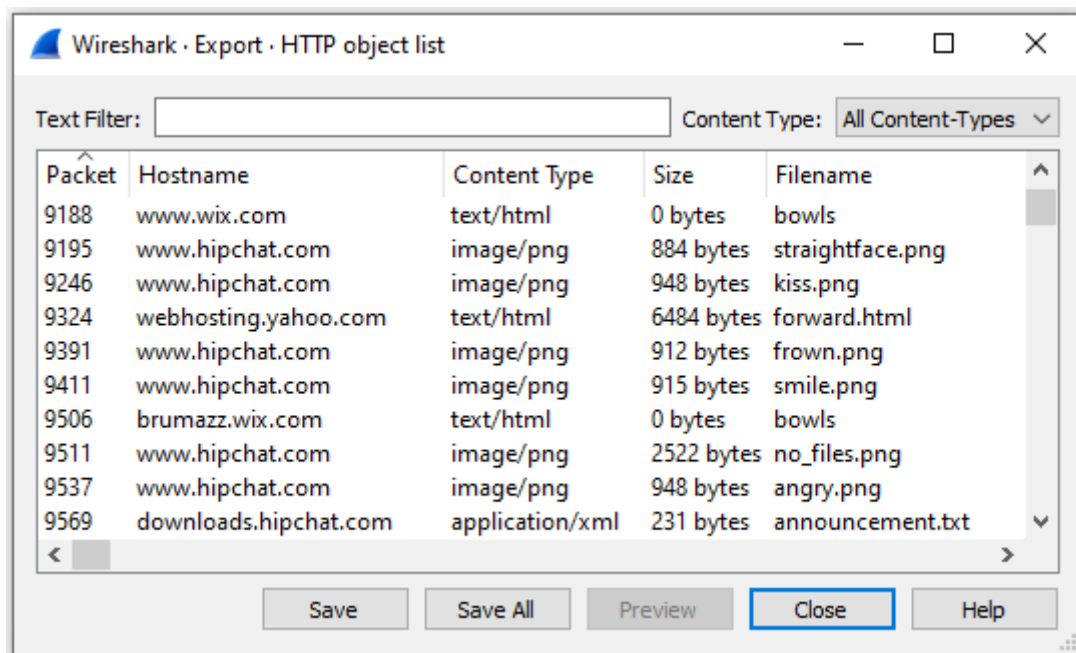 Wireshark · Export · HTTP object list
Text Filter: Content Type: All Content-Types
Packet Hostname Content Type Size Filename
9188 www.wix.com text/html 0 bytes bowls
9195 www.hipchat.com image/png 884 bytes straightface.png
9246 www.hipchat.com image/png 948 bytes kiss.png
9324 webhosting.yahoo.com text/html 6484 bytes forward.html
9391 www.hipchat.com image/png 912 bytes frown.png
9411 www.hipchat.com image/png 915 bytes smile.png
9506 brumazz.wix.com text/html 0 bytes bowls
9511 www.hipchat.com image/png 2522 bytes no_files.png
9537 www.hipchat.com image/png 948 bytes angry.png
9569 downloads.hipchat.com application/xml 231 bytes announcement.txt
Save Save All Preview Close Help